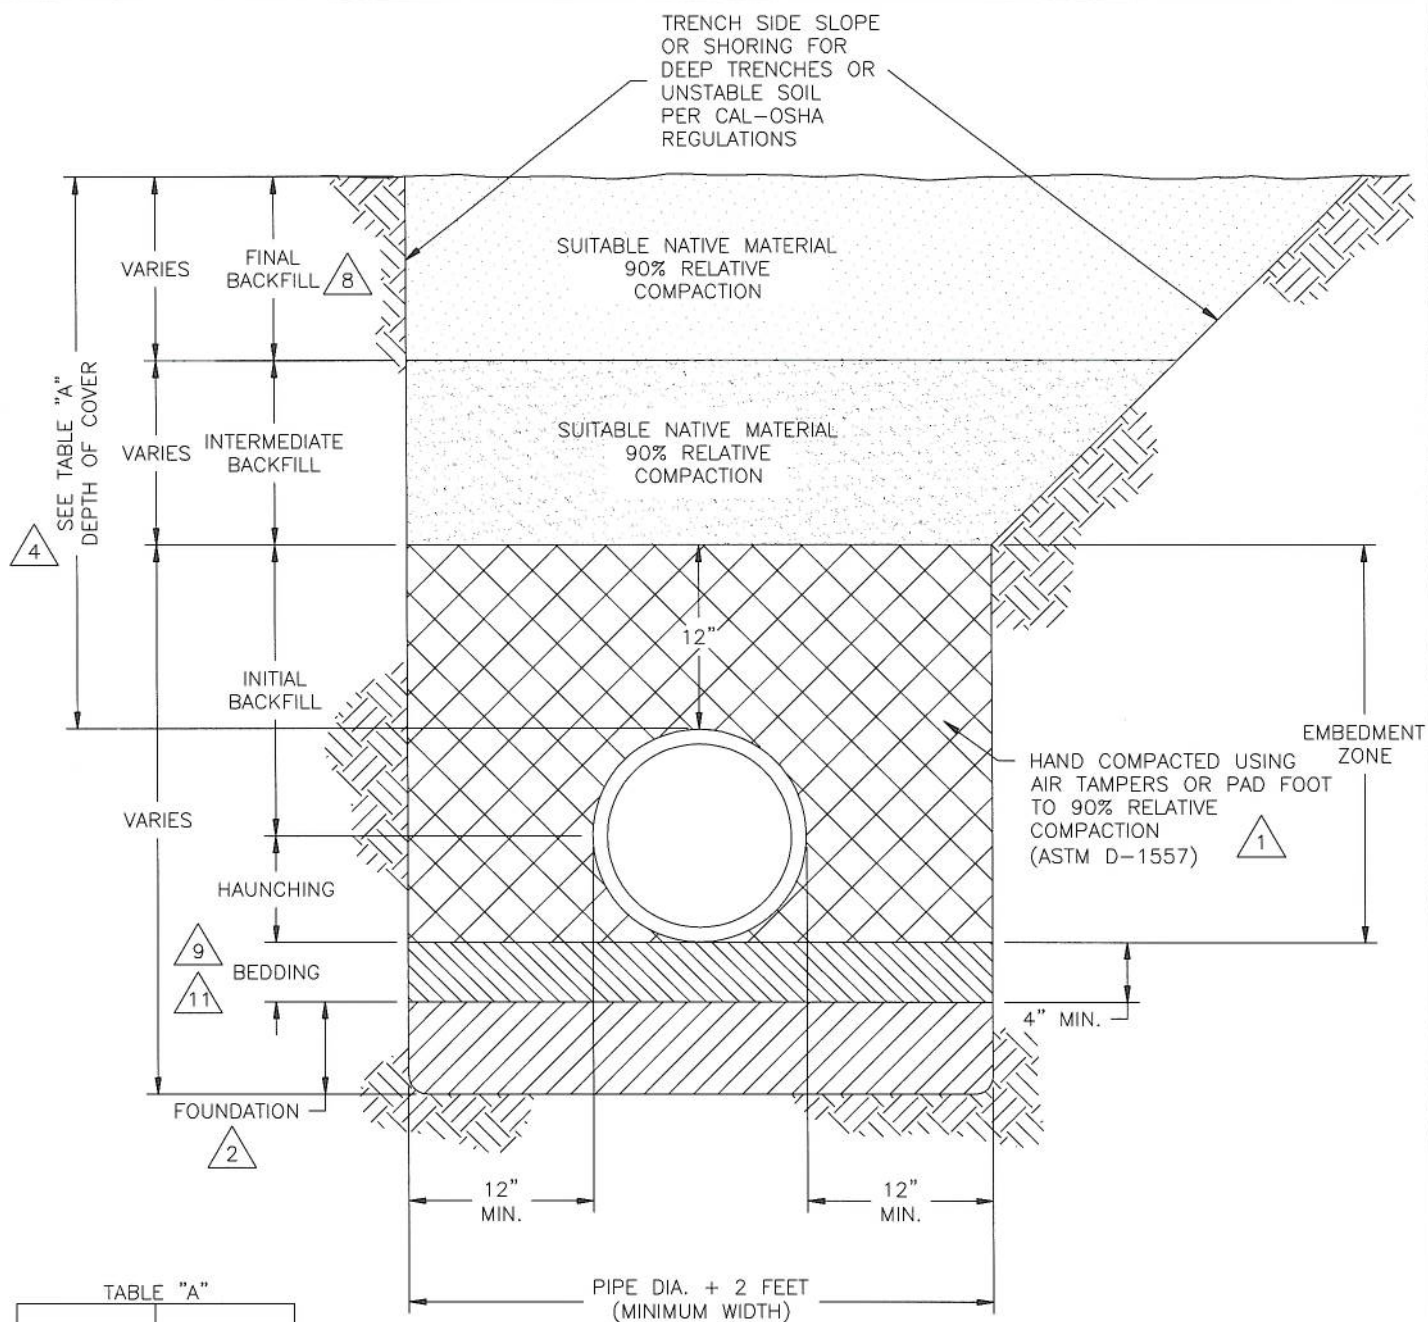 TRENCH SIDE SLOPE
OR SHORING FOR
DEEP TRENCHES OR
UNSTABLE SOIL
PER CAL-OSHA
REGULATIONS
VARIES
FINAL
BACKFILL
8
SUITABLE NATIVE MATERIAL
90% RELATIVE
COMPACTION
SEE TABLE "A"
DEPTH OF COVER
4
VARIES
INTERMEDIATE
BACKFILL
SUITABLE NATIVE MATERIAL
90% RELATIVE
COMPACTION
12"
INITIAL
BACKFILL
EMBEDMENT
ZONE
HAND COMPACTED USING
AIR TAMPERS OR PAD FOOT
TO 90% RELATIVE
COMPACTION
(ASTM D-1557)
1
VARIES
HAUNCHING
9
BEDDING
11
4" MIN.
FOUNDATION
2
12"
MIN.
12"
MIN.
PIPE DIA. + 2 FEET
(MINIMUM WIDTH)
TABLE "A"